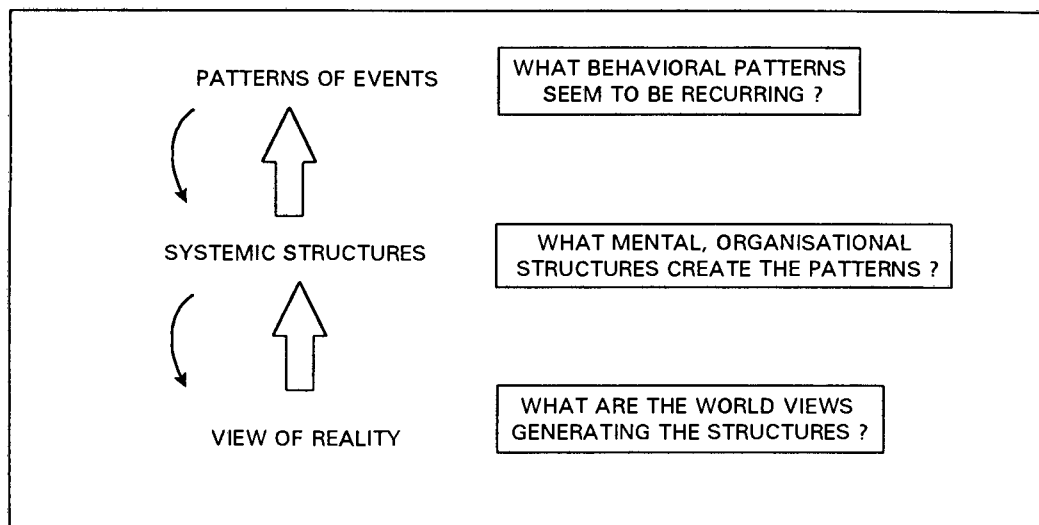 PATTERNS OF EVENTS
WHAT BEHAVIORAL PATTERNS
SEEM TO BE RECURRING ?
SYSTEMIC STRUCTURES
WHAT MENTAL, ORGANISATIONAL
STRUCTURES CREATE THE PATTERNS ?
VIEW OF REALITY
WHAT ARE THE WORLD VIEWS
GENERATING THE STRUCTURES ?